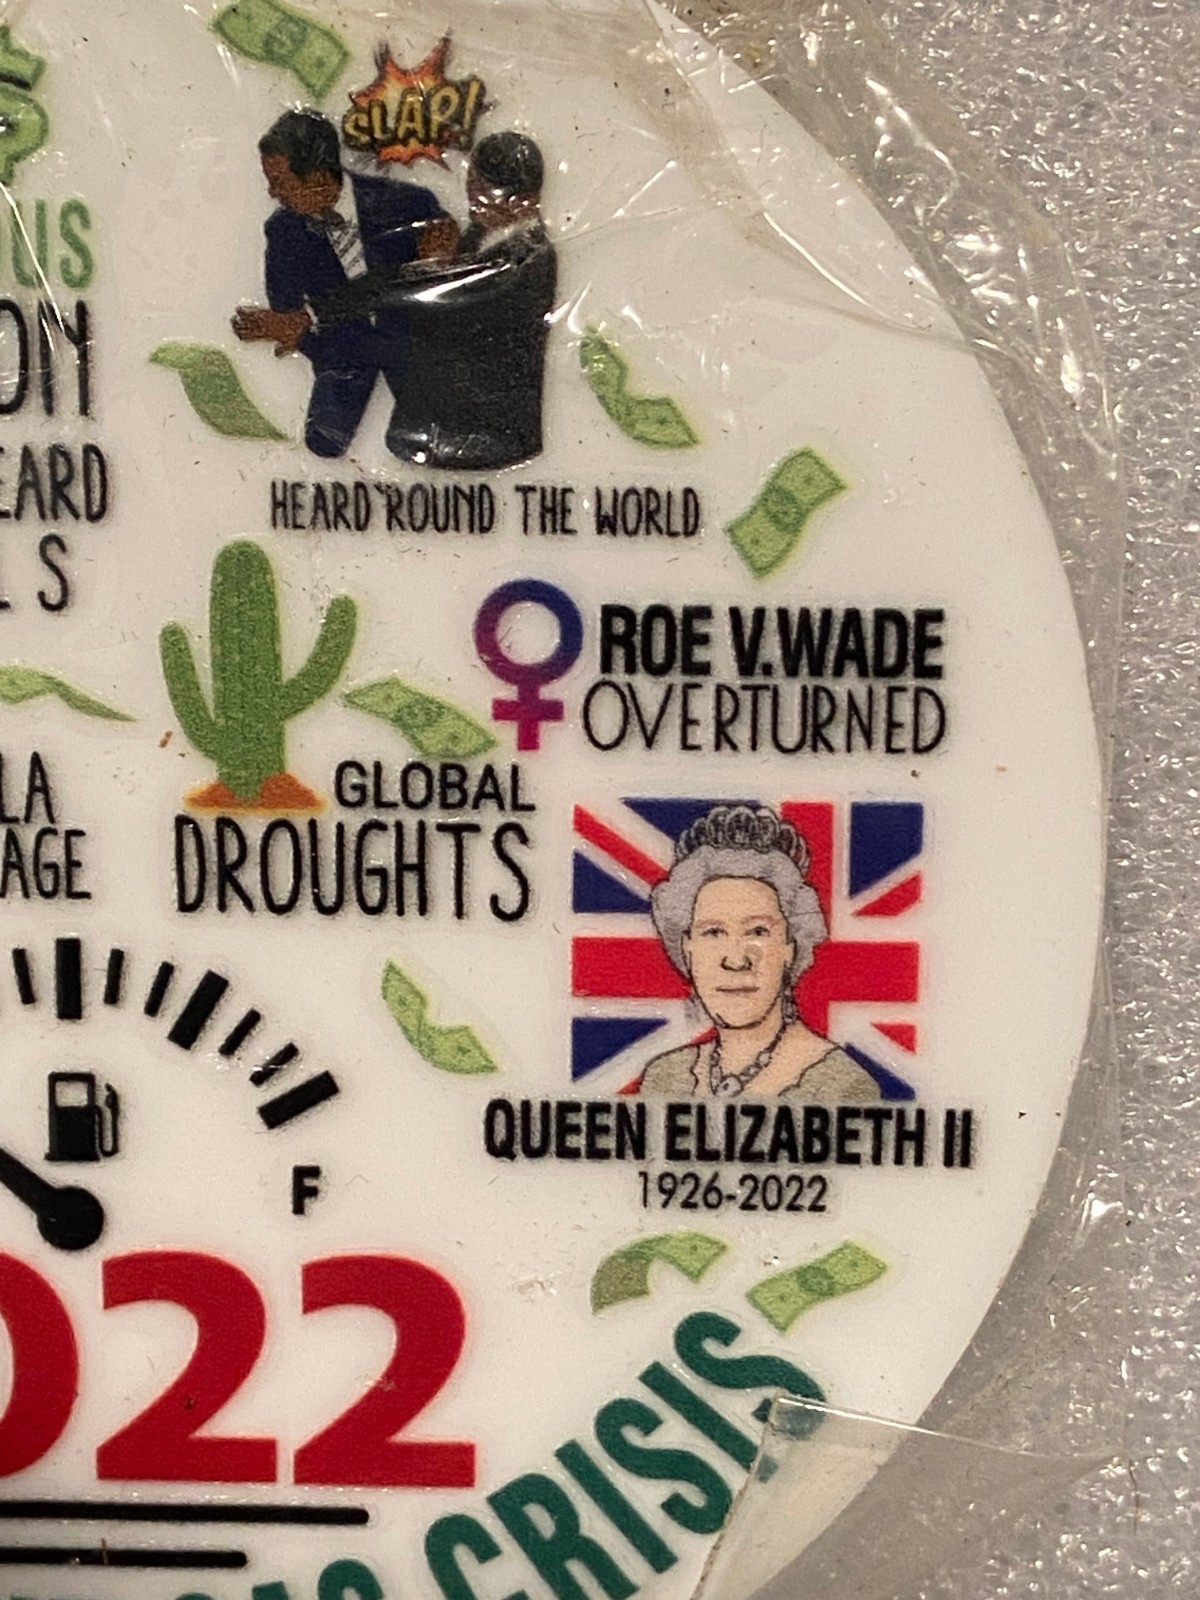 $
OUS
ON
EARD
LS
SLAP!
HEARD 'ROUND THE WORLD
ROE V.WADE
OVERTURNED
GLOBAL
DROUGHTS
LA
AGE
QUEEN ELIZABETH II
1926-2022
F
022
CRISIS